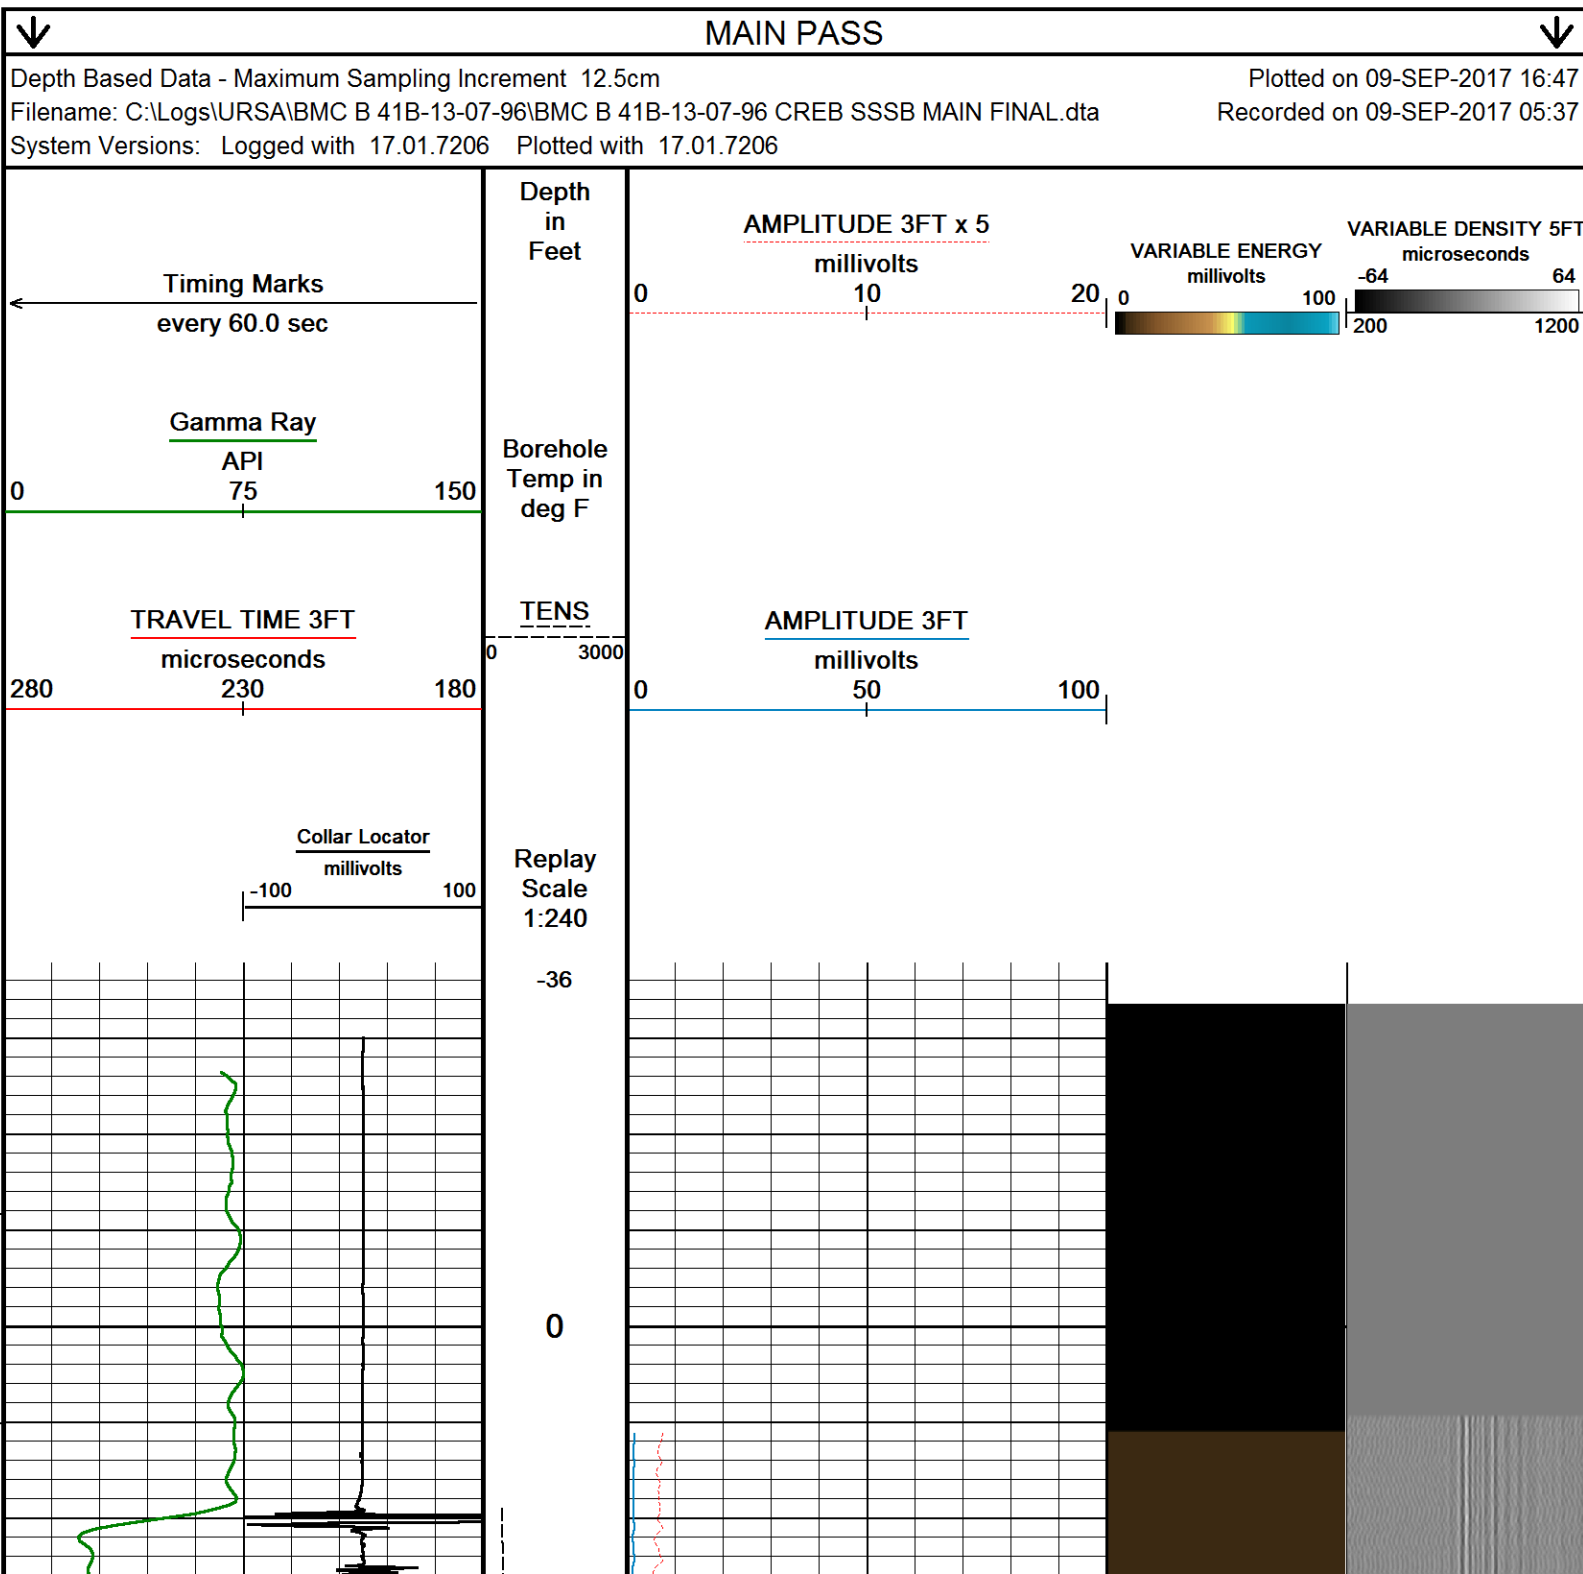 MAIN PASS
Depth Based Data - Maximum Sampling Increment 12.5cm
Plotted on 09-SEP-2017 16:47
Filename: C:\Logs\URSA\BMC B 41B-13-07-96\BMC B 41B-13-07-96 CREB SSSB MAIN FINAL.dta
Recorded on 09-SEP-2017 05:37
System Versions: Logged with 17.01.7206 Plotted with 17.01.7206
Timing Marks
every 60.0 sec
Gamma Ray
API
0 75 150
TRAVEL TIME 3FT
microseconds
280 230 180
Collar Locator
millivolts
-100 100
Depth
in
Feet
Borehole
Temp in
deg F
TENS
0 3000
Replay
Scale
1:240
-36
0
AMPLITUDE 3FT x 5
millivolts
0 10 20
AMPLITUDE 3FT
millivolts
0 50 100
VARIABLE ENERGY
millivolts
0 100
VARIABLE DENSITY 5FT
microseconds
-64 64
200 1200